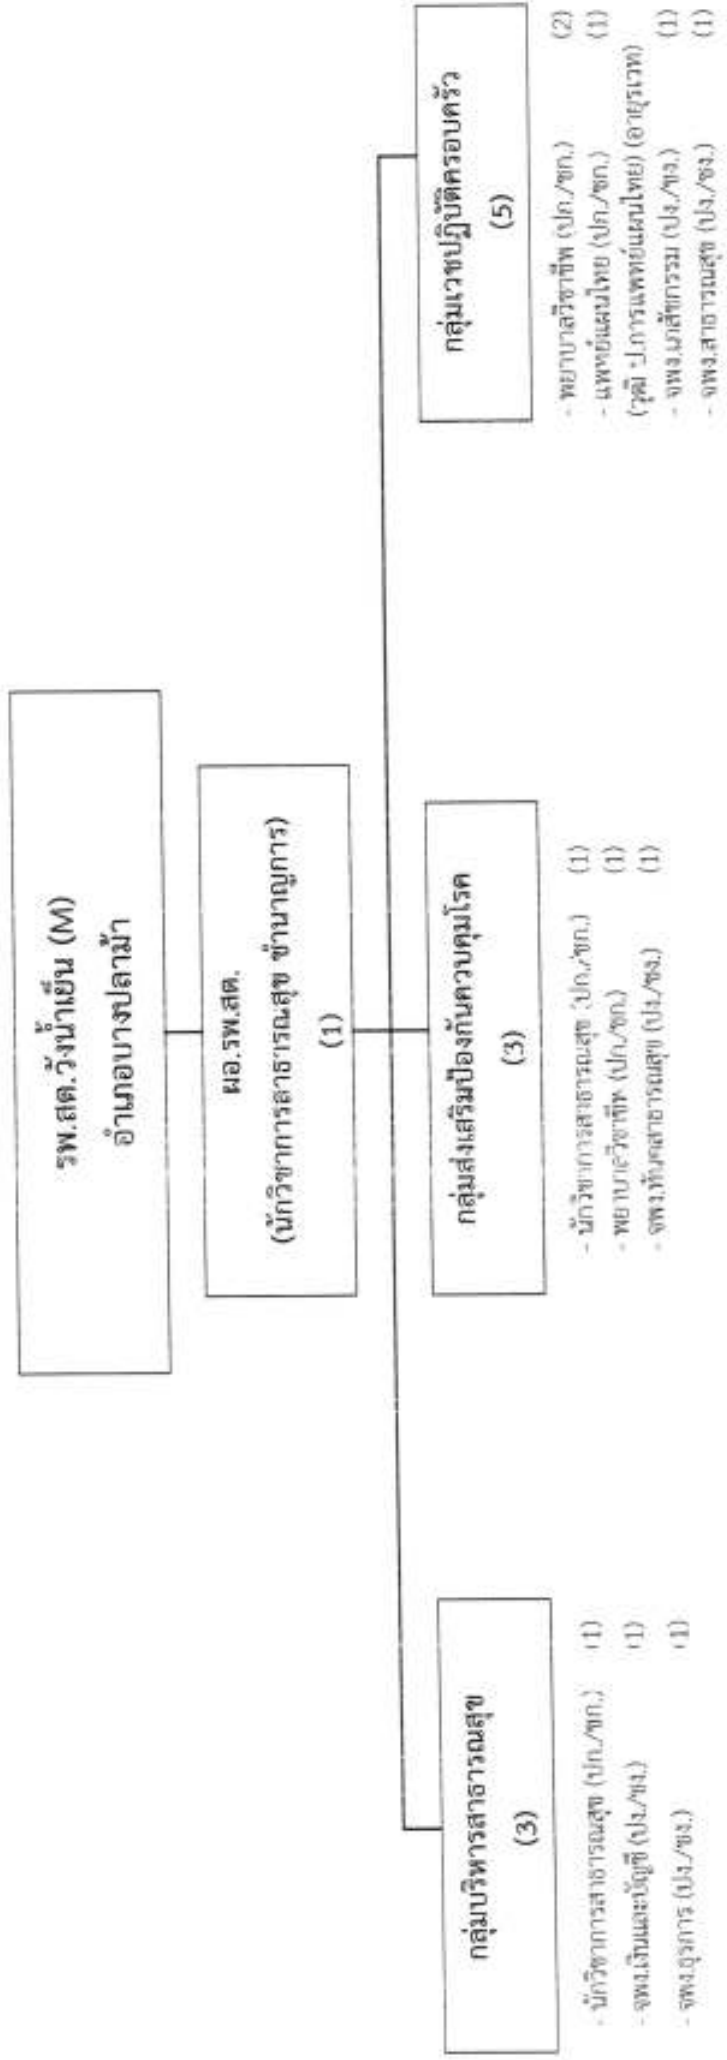 รพ.สต.วังน้ำเย็น (M)
อำเภอบางปลาม้า
ผอ.รพ.สต.
(นักวิชาการสาธารณสุข ชำนาญการ)
(1)
กลุ่มบริหารสาธารณสุข
(3)
- นักวิชาการสาธารณสุข (ปก./ชก.) (1)
- จพง.เงินและบัญชี (ปง./ชง.) (1)
- จพง.ธุรการ (ปง./ชง.) (1)
กลุ่มส่งเสริมป้องกันควบคุมโรค
(3)
- นักวิชาการสาธารณสุข (ปก./ชก.) (1)
- พยาบาลวิชาชีพ (ปก./ชก.) (1)
- จพง.ทันตสาธารณสุข (ปง./ชง.) (1)
กลุ่มเวชปฏิบัติครอบครัว
(5)
- พยาบาลวิชาชีพ (ปก./ชก.) (2)
- แพทย์แผนไทย (ปก./ชก.) (1)
(วุฒิ ป.การแพทย์แผนไทย) (อายุรเวท)
- จพง.เภสัชกรรม (ปง./ชง.) (1)
- จพง.สาธารณสุข (ปง./ชง.) (1)